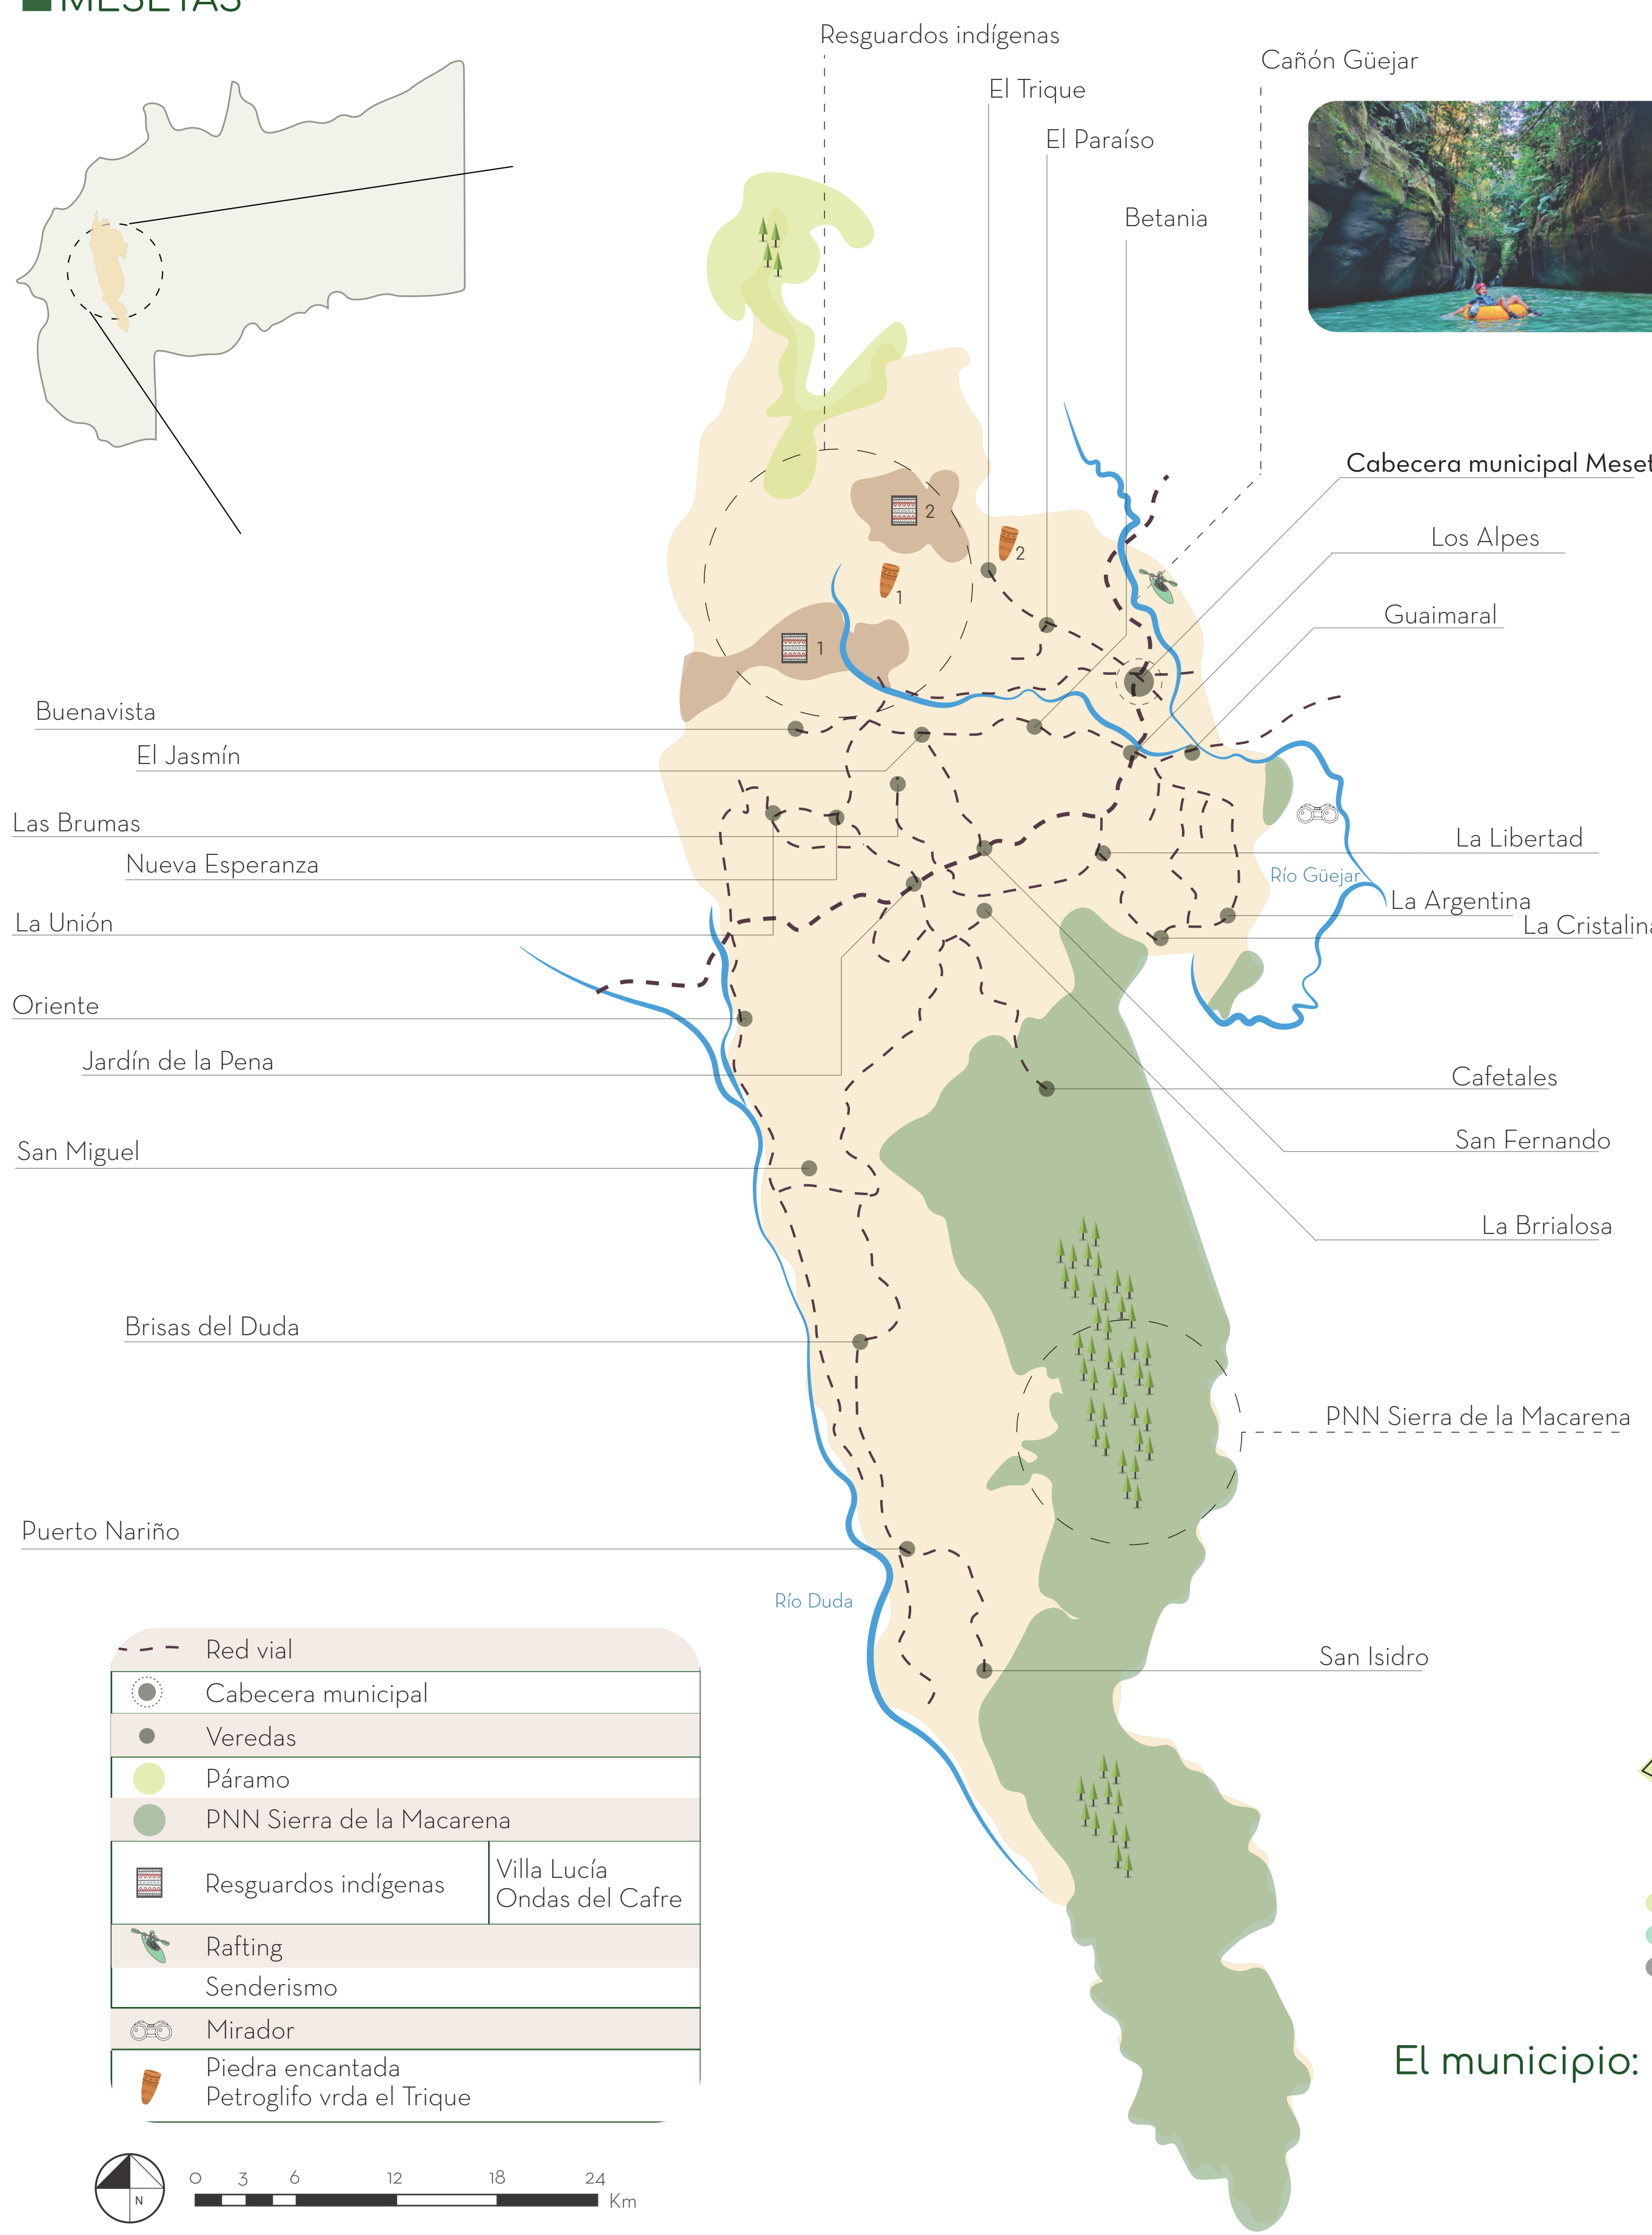 MESETAS
Resguardos indígenas
Cañón Güejar
El Trique
El Paraíso
Betania
Cabecera municipal Meset
Los Alpes
Guaimaral
2
2
1
1
Buenavista
El Jasmín
Las Brumas
Nueva Esperanza
La Unión
Oriente
Jardín de la Pena
San Miguel
Brisas del Duda
Puerto Nariño
La Libertad
Río Güejar
La Argentina
La Cristalina
Cafetales
San Fernando
La Brrialosa
PNN Sierra de la Macarena
Río Duda
San Isidro
Red vial
Cabecera municipal
Veredas
Páramo
PNN Sierra de la Macarena
Resguardos indígenas
Villa Lucía
Ondas del Cafre
Rafting
Senderismo
Mirador
Piedra encantada
Petroglifo vrda el Trique
El municipio:
N
0 3 6 12 18 24
Km